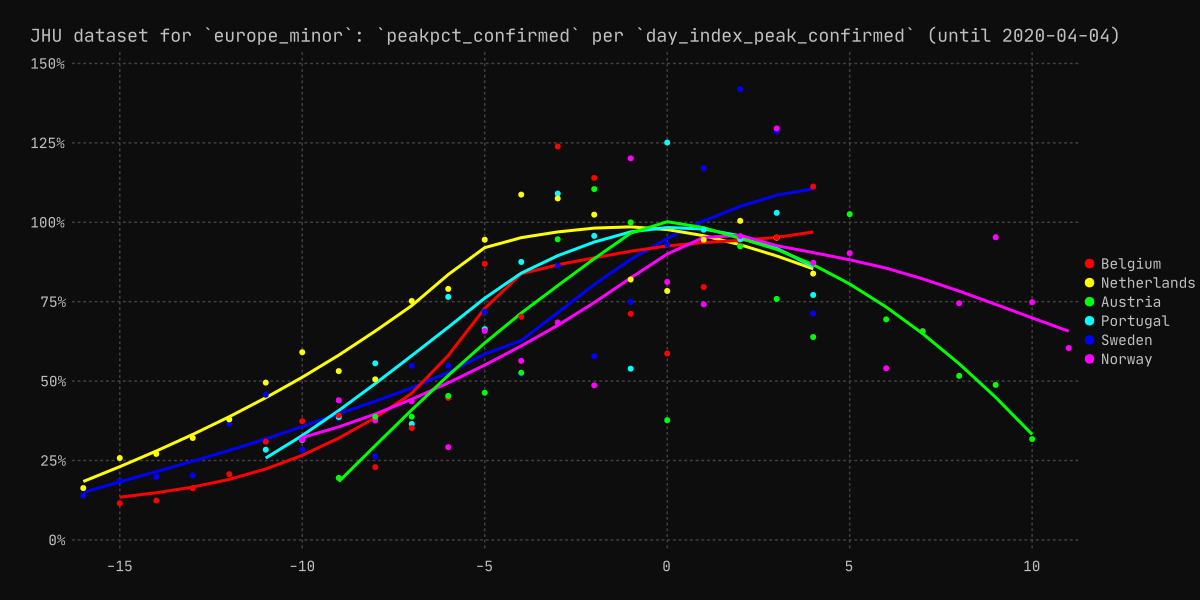 JHU dataset for `europe_minor`: `peakpct_confirmed` per `day_index_peak_confirmed` (until 2020-04-04)
150%
125%
100%
75%
50%
25%
0%
-15 -10 -5 0 5 10
Belgium
Netherlands
Austria
Portugal
Sweden
Norway